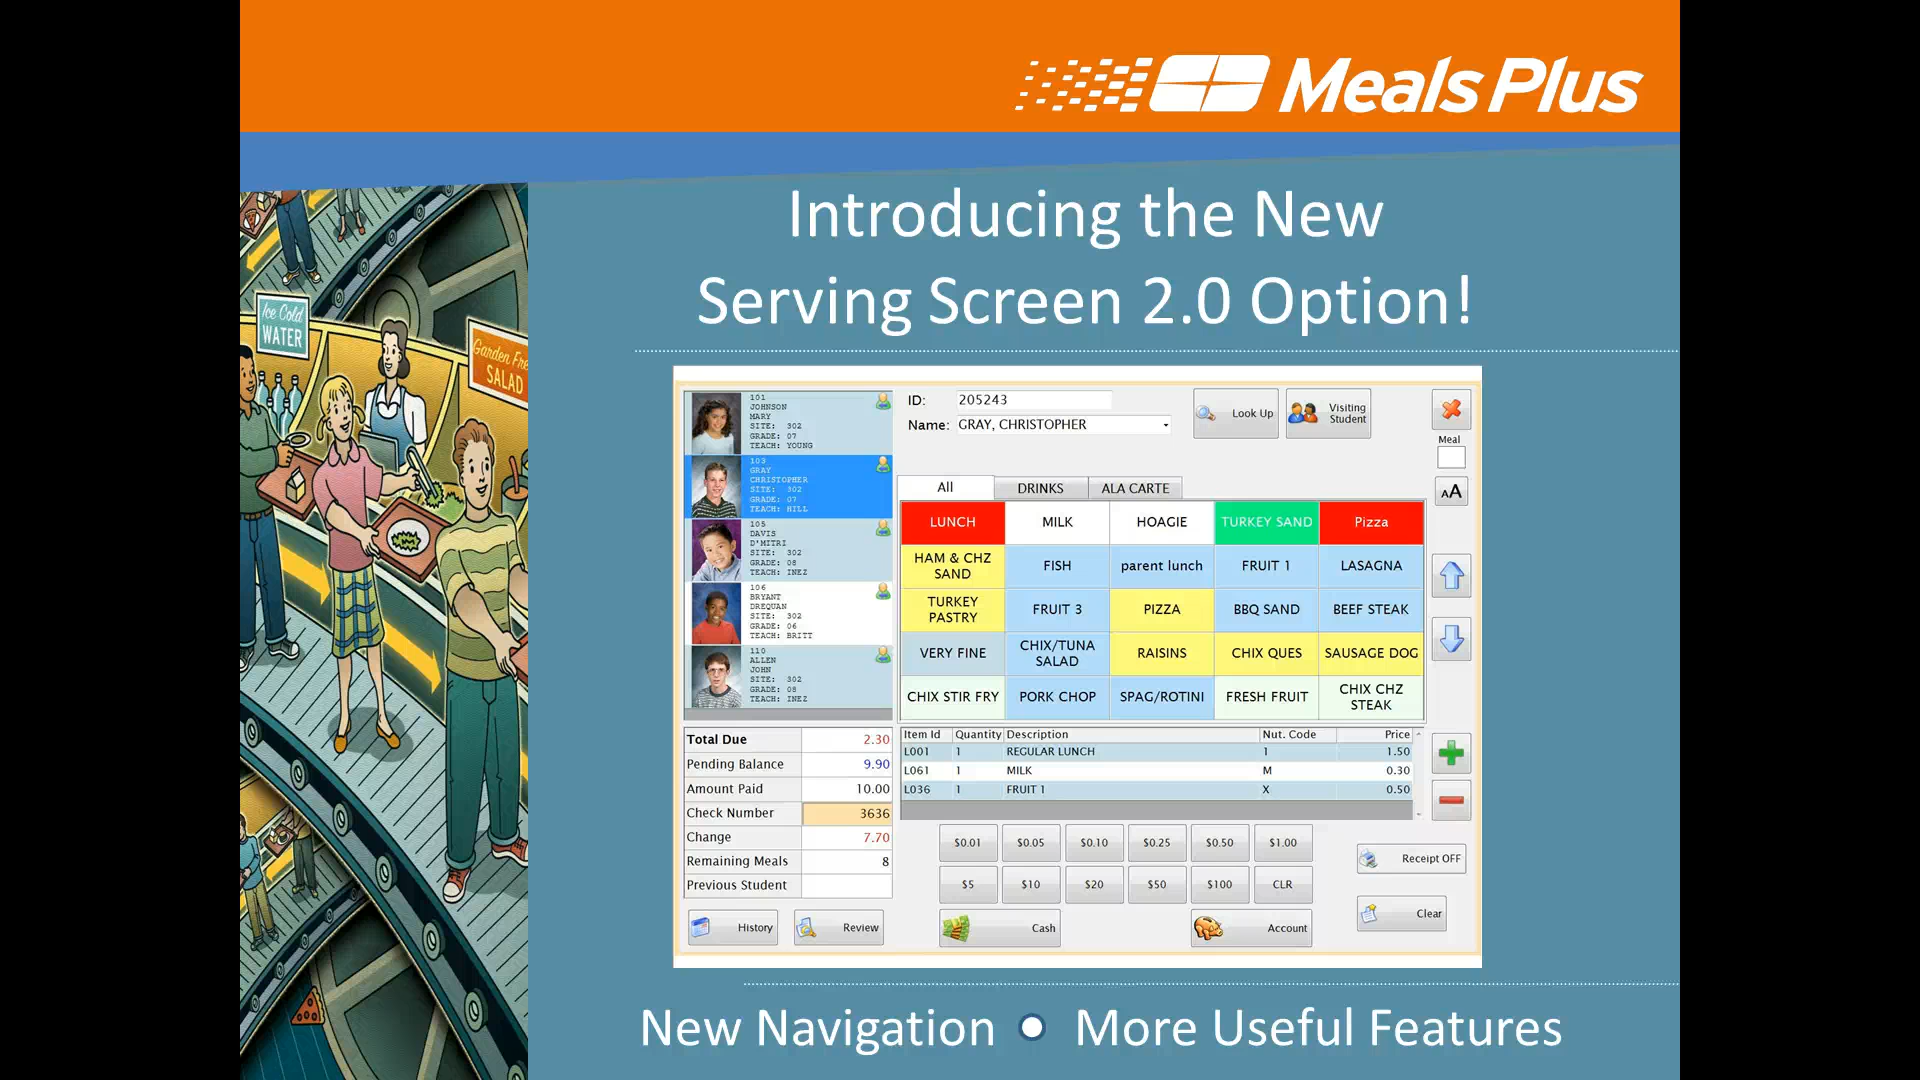 Meals Plus
Introducing the New
Serving Screen 2.0 Option!
Ice Cold
WATER
Garden Fre
SALAD
101
JOHNSON
MARY
SITE: 302
GRADE: 07
TEACH: YOUNG
103
GRAY
CHRISTOPHER
SITE: 302
GRADE: 07
TEACH: HILL
105
DAVIS
D'MITRI
SITE: 302
GRADE: 08
TEACH: INEZ
106
BRYANT
DREQUAN
SITE: 302
GRADE: 06
TEACH: BRITT
110
ALLEN
JOHN
SITE: 302
GRADE: 08
TEACH: INEZ
ID: 205243
Name: GRAY, CHRISTOPHER
Look Up
Visiting
Student
Meal
AA
All DRINKS ALA CARTE
LUNCH MILK HOAGIE TURKEY SAND Pizza
HAM & CHZ
SAND
FISH parent lunch FRUIT 1 LASAGNA
TURKEY
PASTRY
FRUIT 3 PIZZA BBQ SAND BEEF STEAK
VERY FINE
CHIX/TUNA
SALAD
RAISINS CHIX QUES SAUSAGE DOG
CHIX STIR FRY PORK CHOP SPAG/ROTINI FRESH FRUIT
CHIX CHZ
STEAK
Total Due 2.30
Pending Balance 9.90
Amount Paid 10.00
Check Number 3636
Change 7.70
Remaining Meals 8
Previous Student
Item Id Quantity Description Nut. Code Price
L001 1 REGULAR LUNCH 1 1.50
L061 1 MILK M 0.30
L036 1 FRUIT 1 X 0.50
$0.01 $0.05 $0.10 $0.25 $0.50 $1.00
$5 $10 $20 $50 $100 CLR
Receipt OFF
History Review Cash Account Clear
New Navigation • More Useful Features